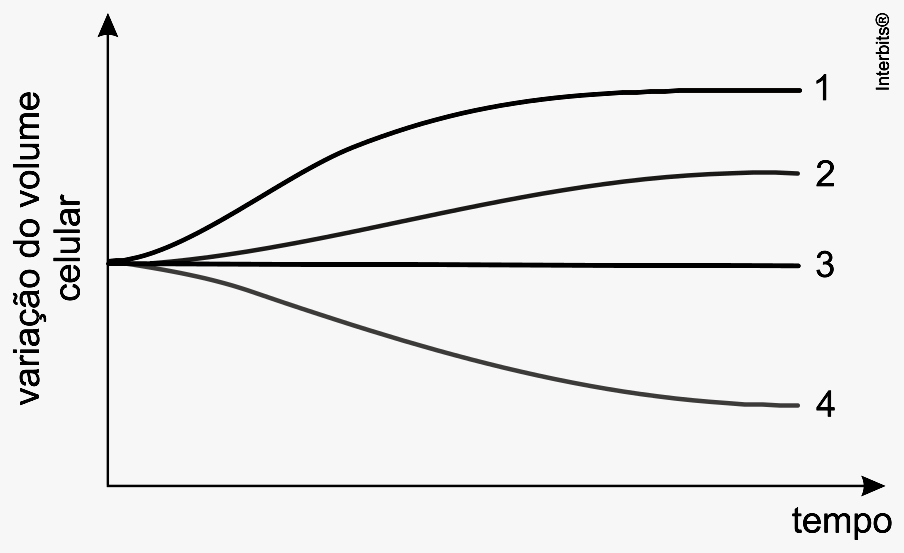 Interbits®
variação do volume
celular
1
2
3
4
tempo